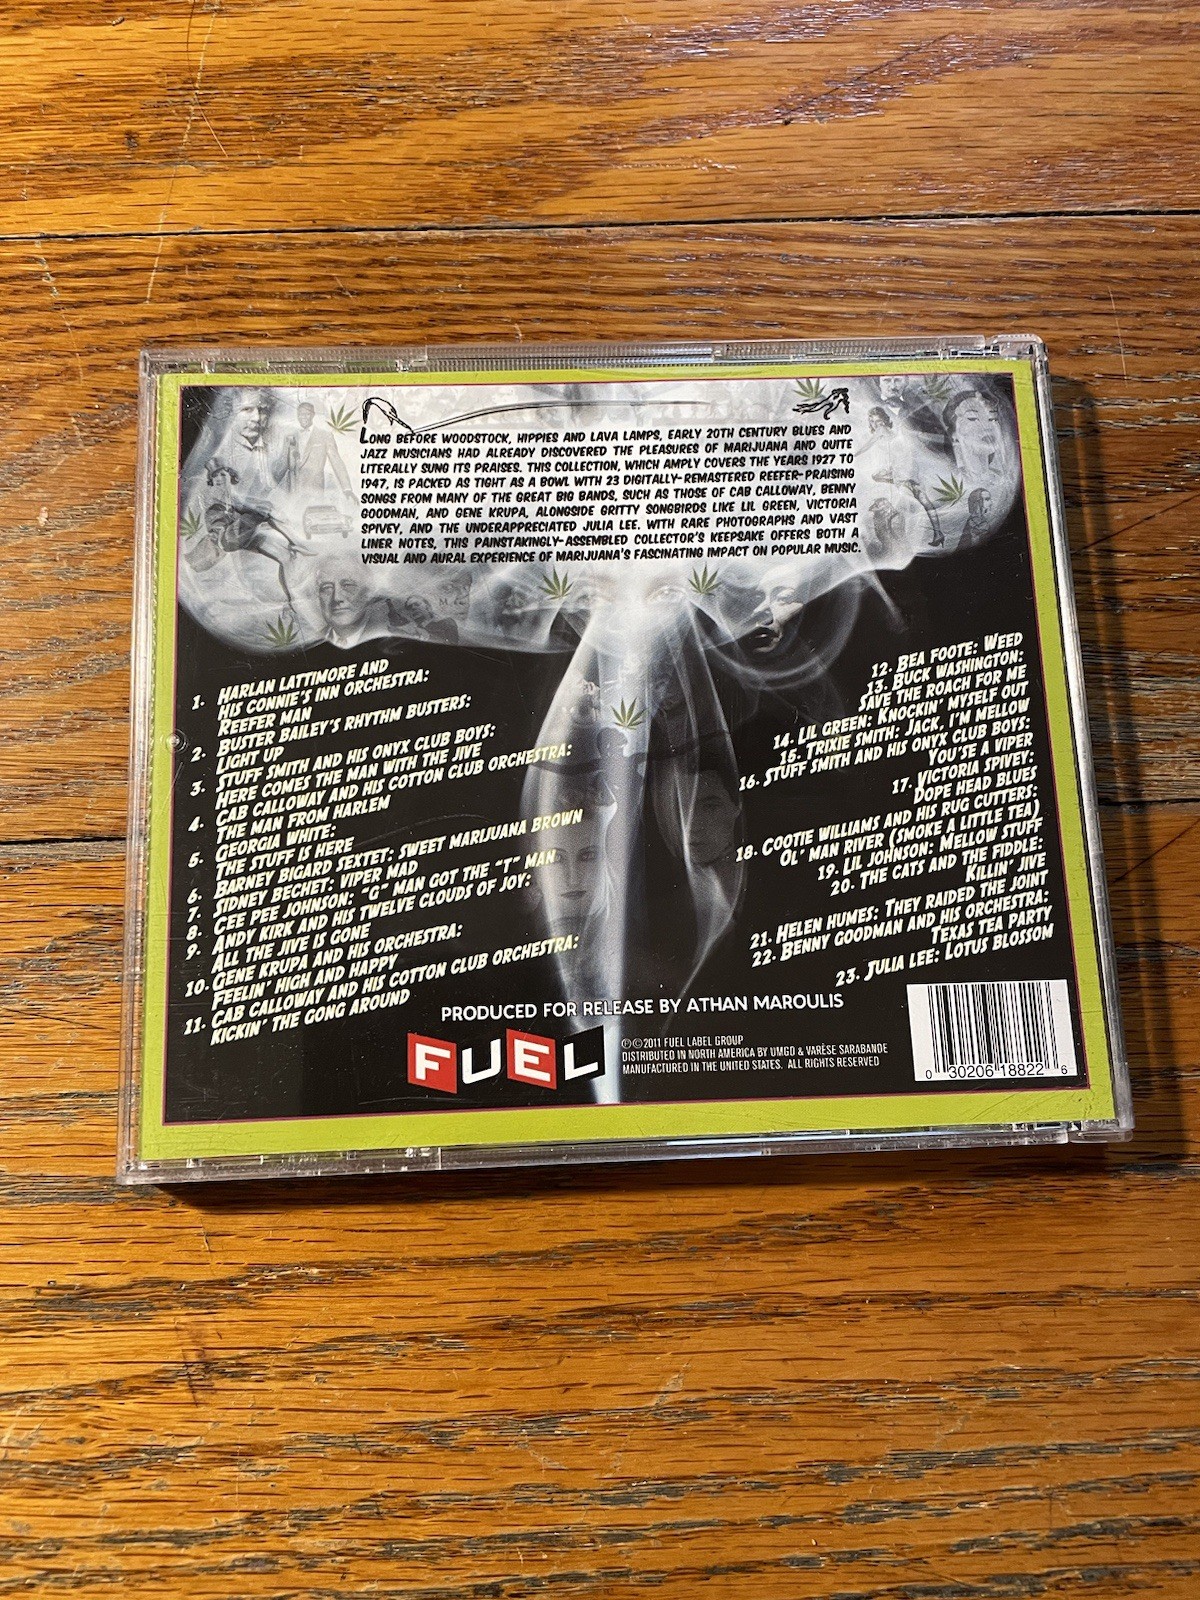 LONG BEFORE WOODSTOCK, HIPPIES AND LAVA LAMPS, EARLY 20TH CENTURY BLUES AND
JAZZ MUSICIANS HAD ALREADY DISCOVERED THE PLEASURES OF MARIJUANA AND QUITE
LITERALLY SUNG ITS PRAISES. THIS COLLECTION, WHICH AMPLY COVERS THE YEARS 1927 TO
1947, IS PACKED AS TIGHT AS A BOWL WITH 23 DIGITALLY-REMASTERED REEFER-PRAISING
SONGS FROM MANY OF THE GREAT BIG BANDS, SUCH AS THOSE OF CAB CALLOWAY, BENNY
GOODMAN, AND GENE KRUPA, ALONGSIDE GRITTY SONGBIRDS LIKE LIL GREEN, VICTORIA
SPIVEY, AND THE UNDERAPPRECIATED JULIA LEE. WITH RARE PHOTOGRAPHS AND VAST
LINER NOTES, THIS PAINSTAKINGLY-ASSEMBLED COLLECTOR'S KEEPSAKE OFFERS BOTH A
VISUAL AND AURAL EXPERIENCE OF MARIJUANA'S FASCINATING IMPACT ON POPULAR MUSIC.
1. HARLAN LATTIMORE AND
HIS CONNIE'S INN ORCHESTRA:
REEFER MAN
2. BUSTER BAILEY'S RHYTHM BUSTERS:
LIGHT UP
3. STUFF SMITH AND HIS ONYX CLUB BOYS:
HERE COMES THE MAN WITH THE JIVE
4. CAB CALLOWAY AND HIS COTTON CLUB ORCHESTRA:
THE MAN FROM HARLEM
5. GEORGIA WHITE:
THE STUFF IS HERE
6. BARNEY BIGARD SEXTET: SWEET MARIJUANA BROWN
7. SIDNEY BECHET: VIPER MAD
8. CEE PEE JOHNSON: "G" MAN GOT THE "T" MAN
9. ANDY KIRK AND HIS TWELVE CLOUDS OF JOY:
ALL THE JIVE IS GONE
10. GENE KRUPA AND HIS ORCHESTRA:
FEELIN' HIGH AND HAPPY
11. CAB CALLOWAY AND HIS COTTON CLUB ORCHESTRA:
KICKIN' THE GONG AROUND
12. BEA FOOTE: WEED
13. BUCK WASHINGTON:
SAVE THE ROACH FOR ME
14. LIL GREEN: KNOCKIN' MYSELF OUT
15. TRIXIE SMITH: JACK, I'M MELLOW
16. STUFF SMITH AND HIS ONYX CLUB BOYS:
YOU'SE A VIPER
17. VICTORIA SPIVEY:
DOPE HEAD BLUES
18. COOTIE WILLIAMS AND HIS RUG CUTTERS:
OL' MAN RIVER (SMOKE A LITTLE TEA)
19. LIL JOHNSON: MELLOW STUFF
20. THE CATS AND THE FIDDLE:
KILLIN' JIVE
21. HELEN HUMES: THEY RAIDED THE JOINT
22. BENNY GOODMAN AND HIS ORCHESTRA:
TEXAS TEA PARTY
23. JULIA LEE: LOTUS BLOSSOM
PRODUCED FOR RELEASE BY ATHAN MAROULIS
FUEL
℗©2011 FUEL LABEL GROUP
DISTRIBUTED IN NORTH AMERICA BY UMGD & VARÈSE SARABANDE
MANUFACTURED IN THE UNITED STATES. ALL RIGHTS RESERVED
0 30206 18822 6